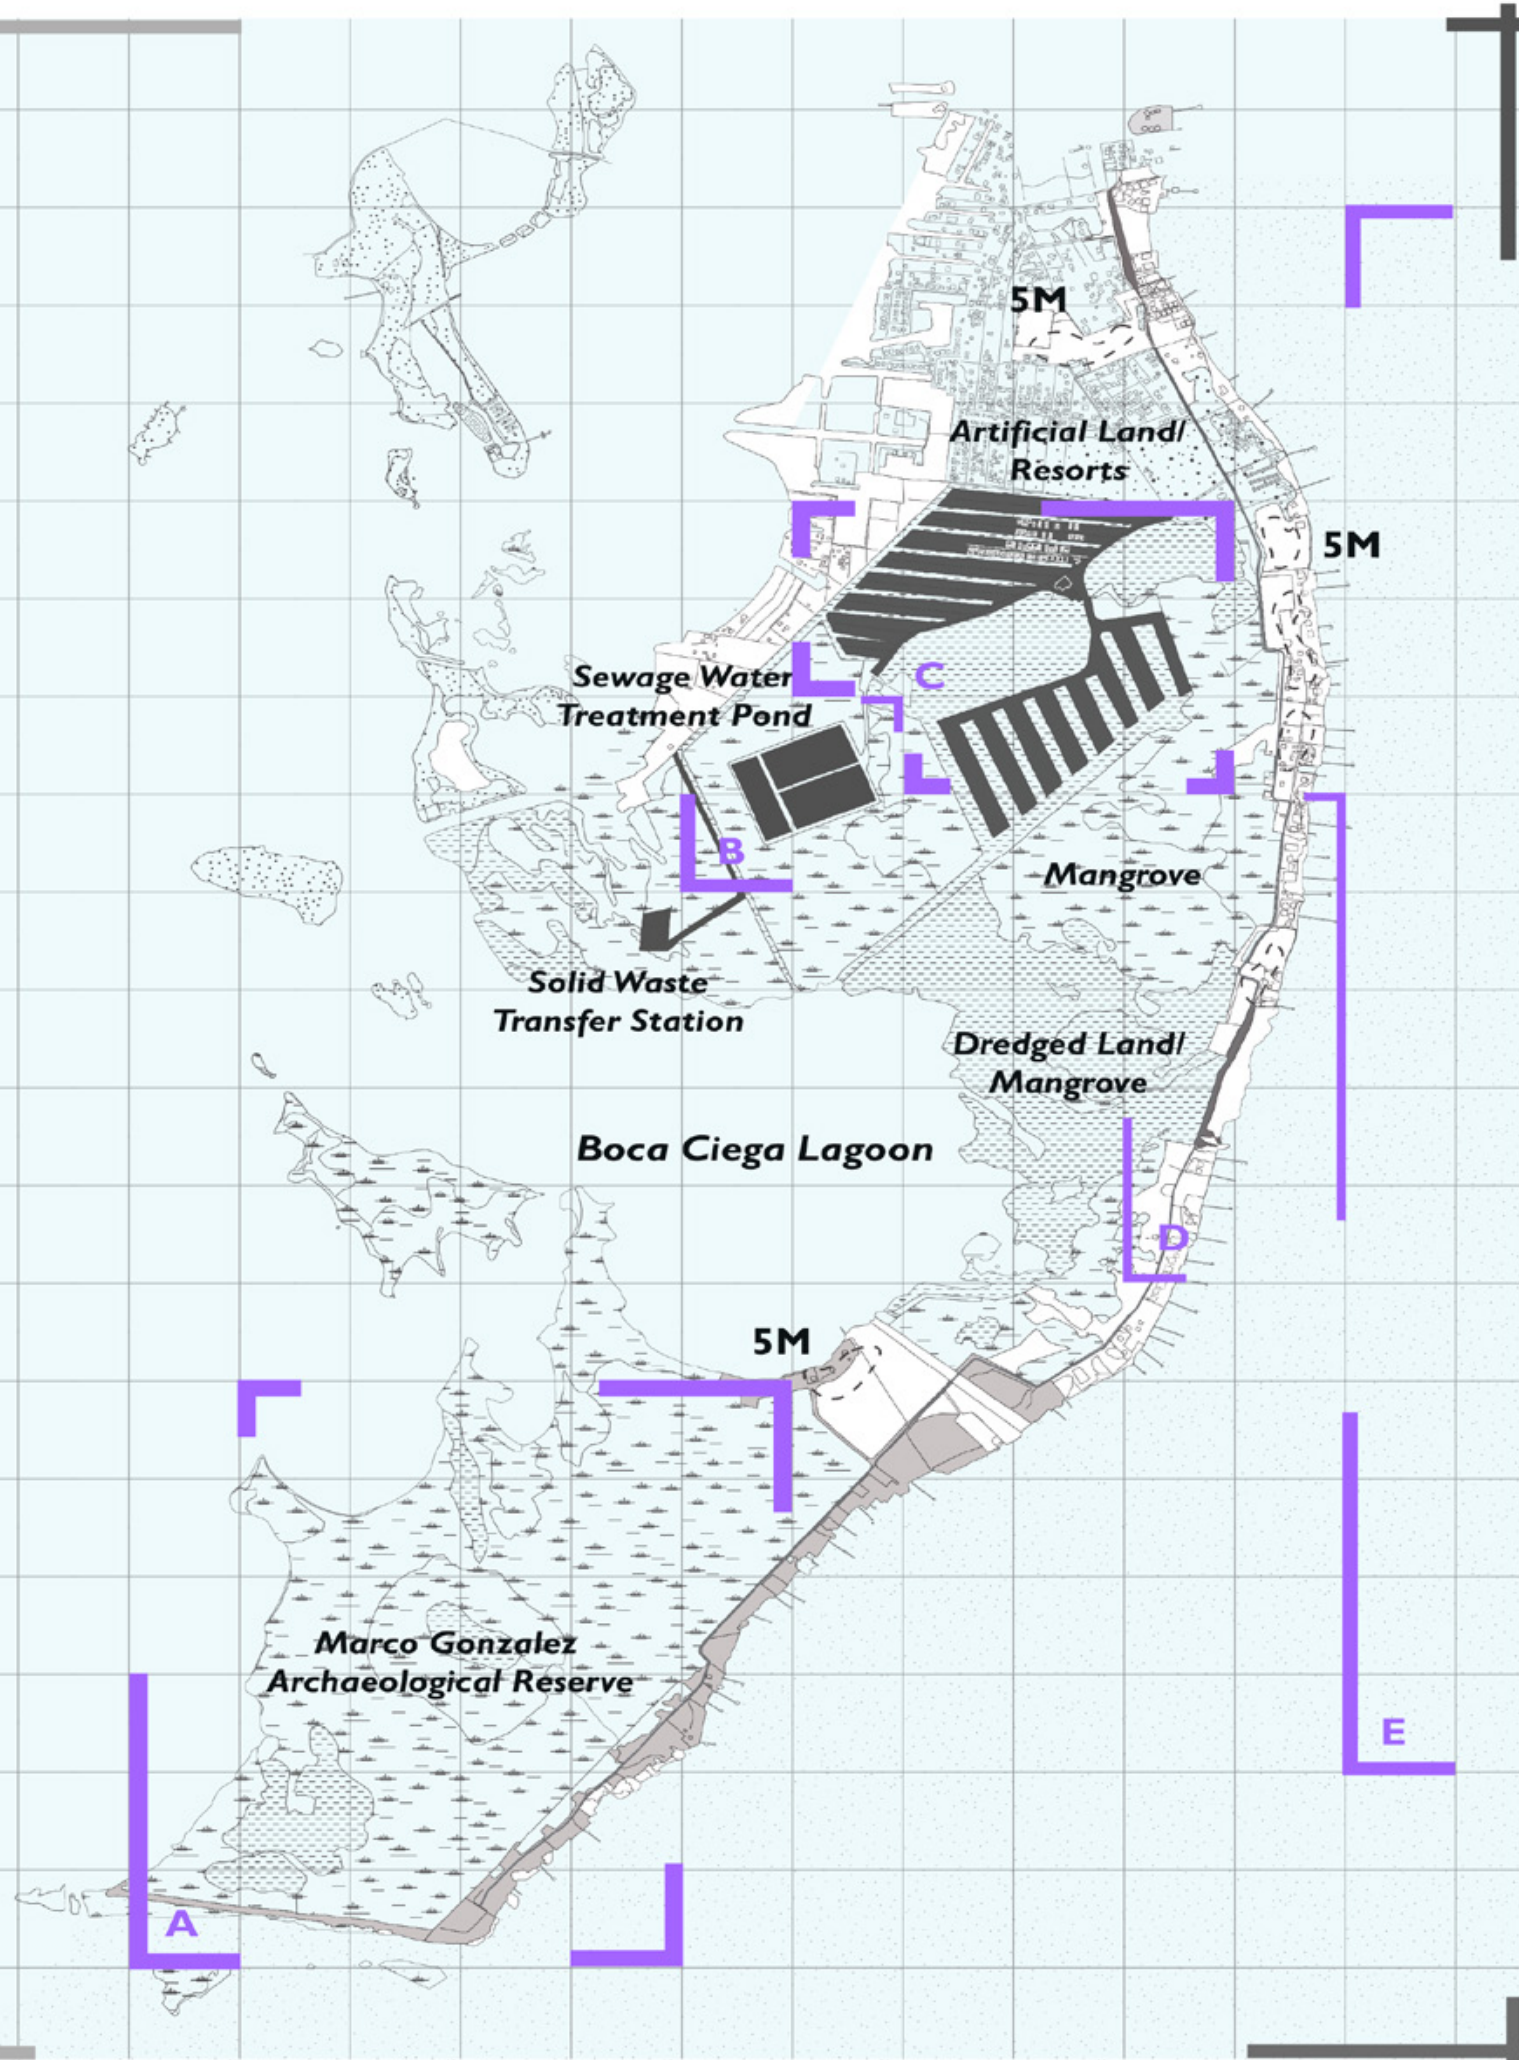 5M
Artificial Land/
Resorts
5M
Sewage Water
Treatment Pond
C
B
Mangrove
Solid Waste
Transfer Station
Dredged Land/
Mangrove
Boca Ciega Lagoon
D
5M
Marco Gonzalez
Archaeological Reserve
E
A